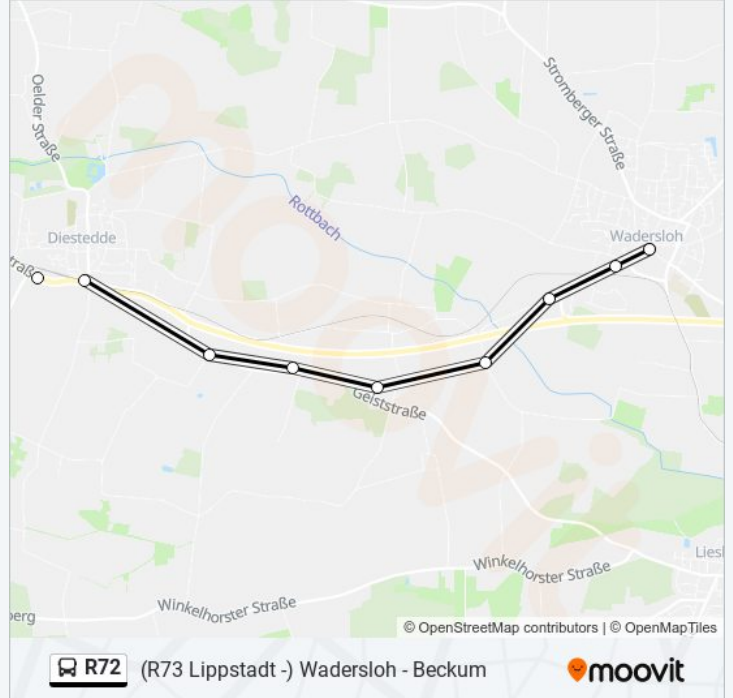 Oelder Straße
Stromberger Straße
Rottbach
Diestedde
Wadersloh
traße
Geiststraße
Winkelhorster Straße
Winkelhorster Straße
Liesb
berg
© OpenStreetMap contributors | © OpenMapTiles
R72 (R73 Lippstadt -) Wadersloh - Beckum
moovit